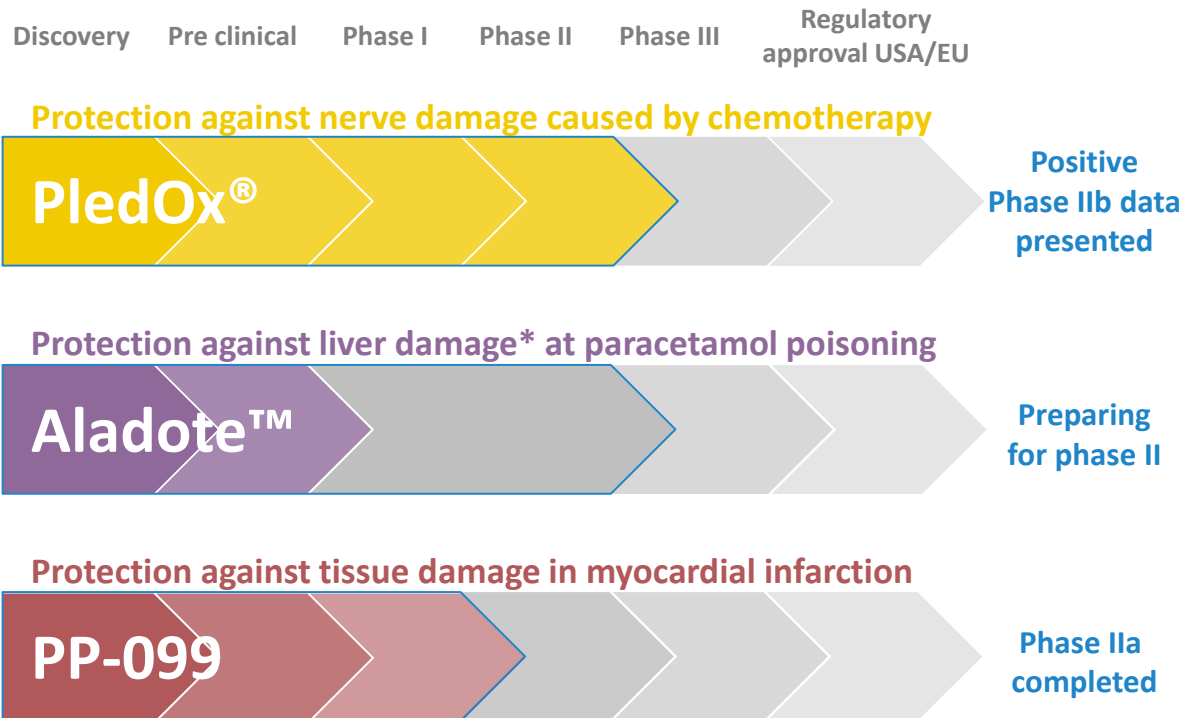 Discovery Pre clinical Phase I Phase II Phase III Regulatory
approval USA/EU
Protection against nerve damage caused by chemotherapy
PledOx®
Positive
Phase IIb data
presented
Protection against liver damage* at paracetamol poisoning
Aladote™
Preparing
for phase II
Protection against tissue damage in myocardial infarction
PP-099
Phase IIa
completed